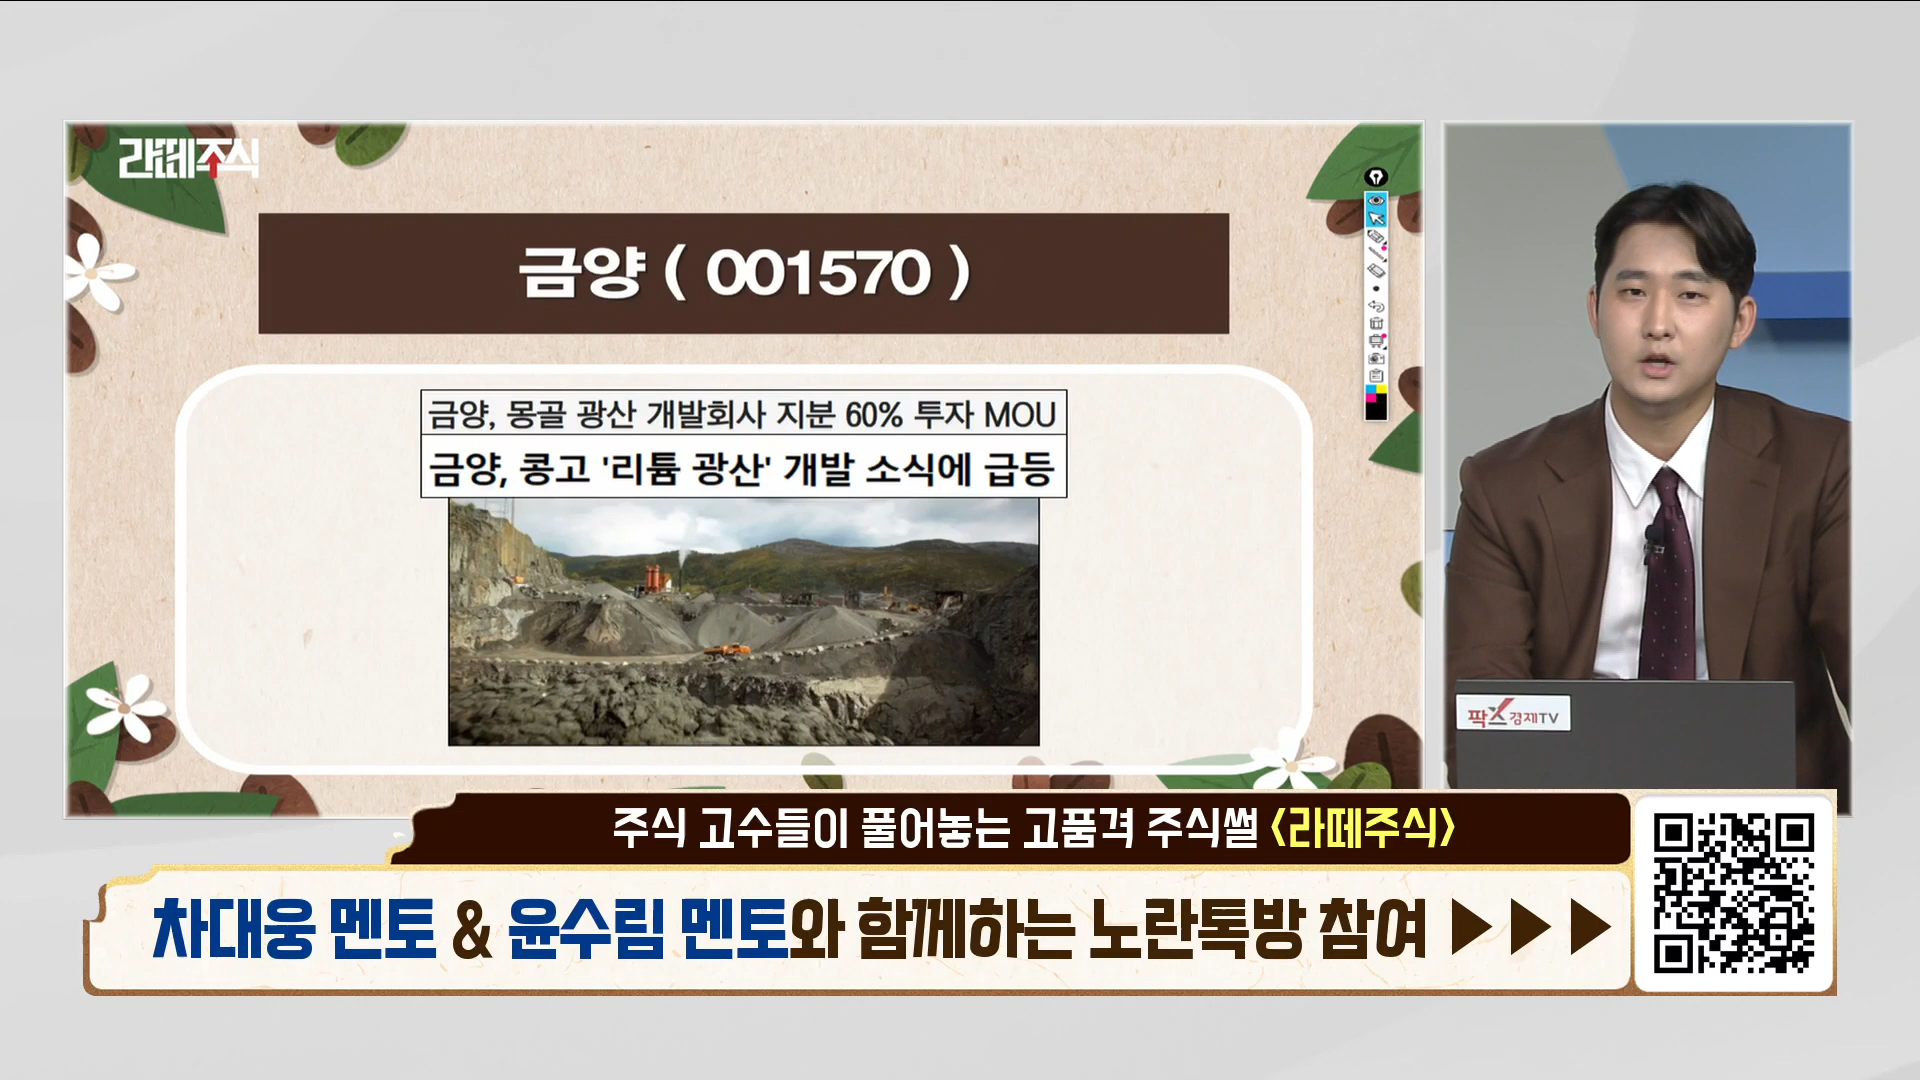 라떼주식
금양 ( 001570 )
금양, 몽골 광산 개발회사 지분 60% 투자 MOU
금양, 콩고 '리튬 광산' 개발 소식에 급등
팍스경제TV
주식 고수들이 풀어놓는 고품격 주식썰 <라떼주식>
차대웅 멘토 & 윤수림 멘토와 함께하는 노란톡방 참여 ▶▶▶